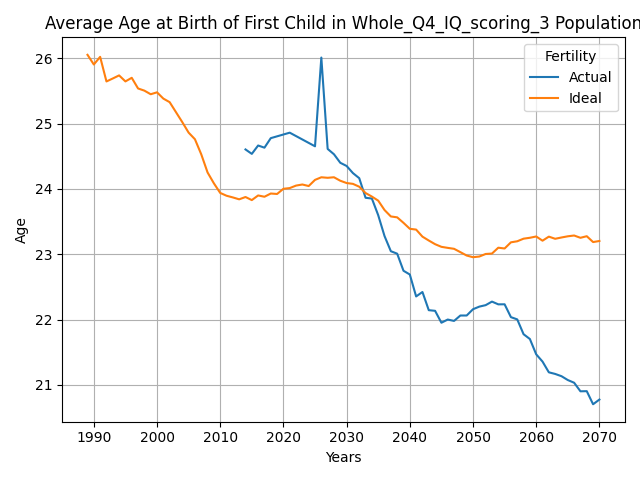 Average Age at Birth of First Child in Whole_Q4_IQ_scoring_3 Population
Fertility
Actual
Ideal
Age
26
25
24
23
22
21
1990 2000 2010 2020 2030 2040 2050 2060 2070
Years